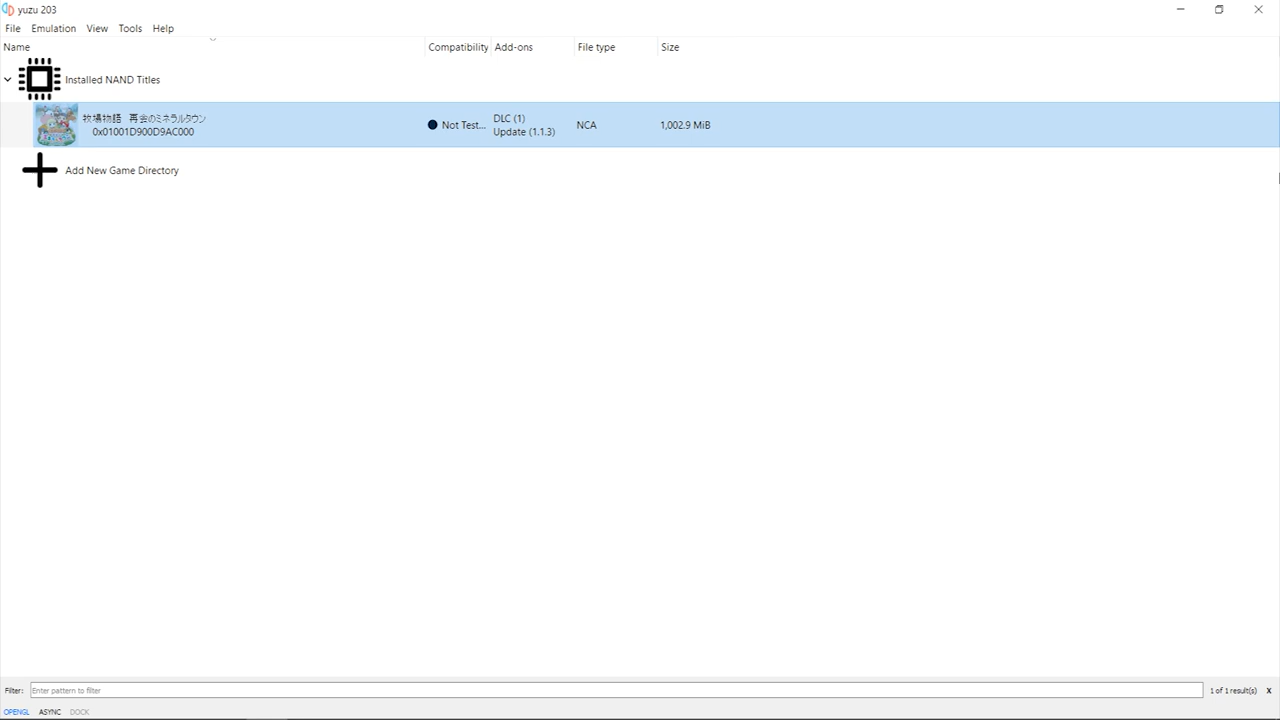 yuzu 203
File Emulation View Tools Help
Name Compatibility Add-ons File type Size
Installed NAND Titles
牧場物語 再会のミネラルタウン
0x01001D900D9AC000
Not Test... DLC (1) NCA 1,002.9 MiB
Update (1.1.3)
Add New Game Directory
Filter: Enter pattern to filter 1 of 1 result(s) X
OPENGL ASYNC DOCK